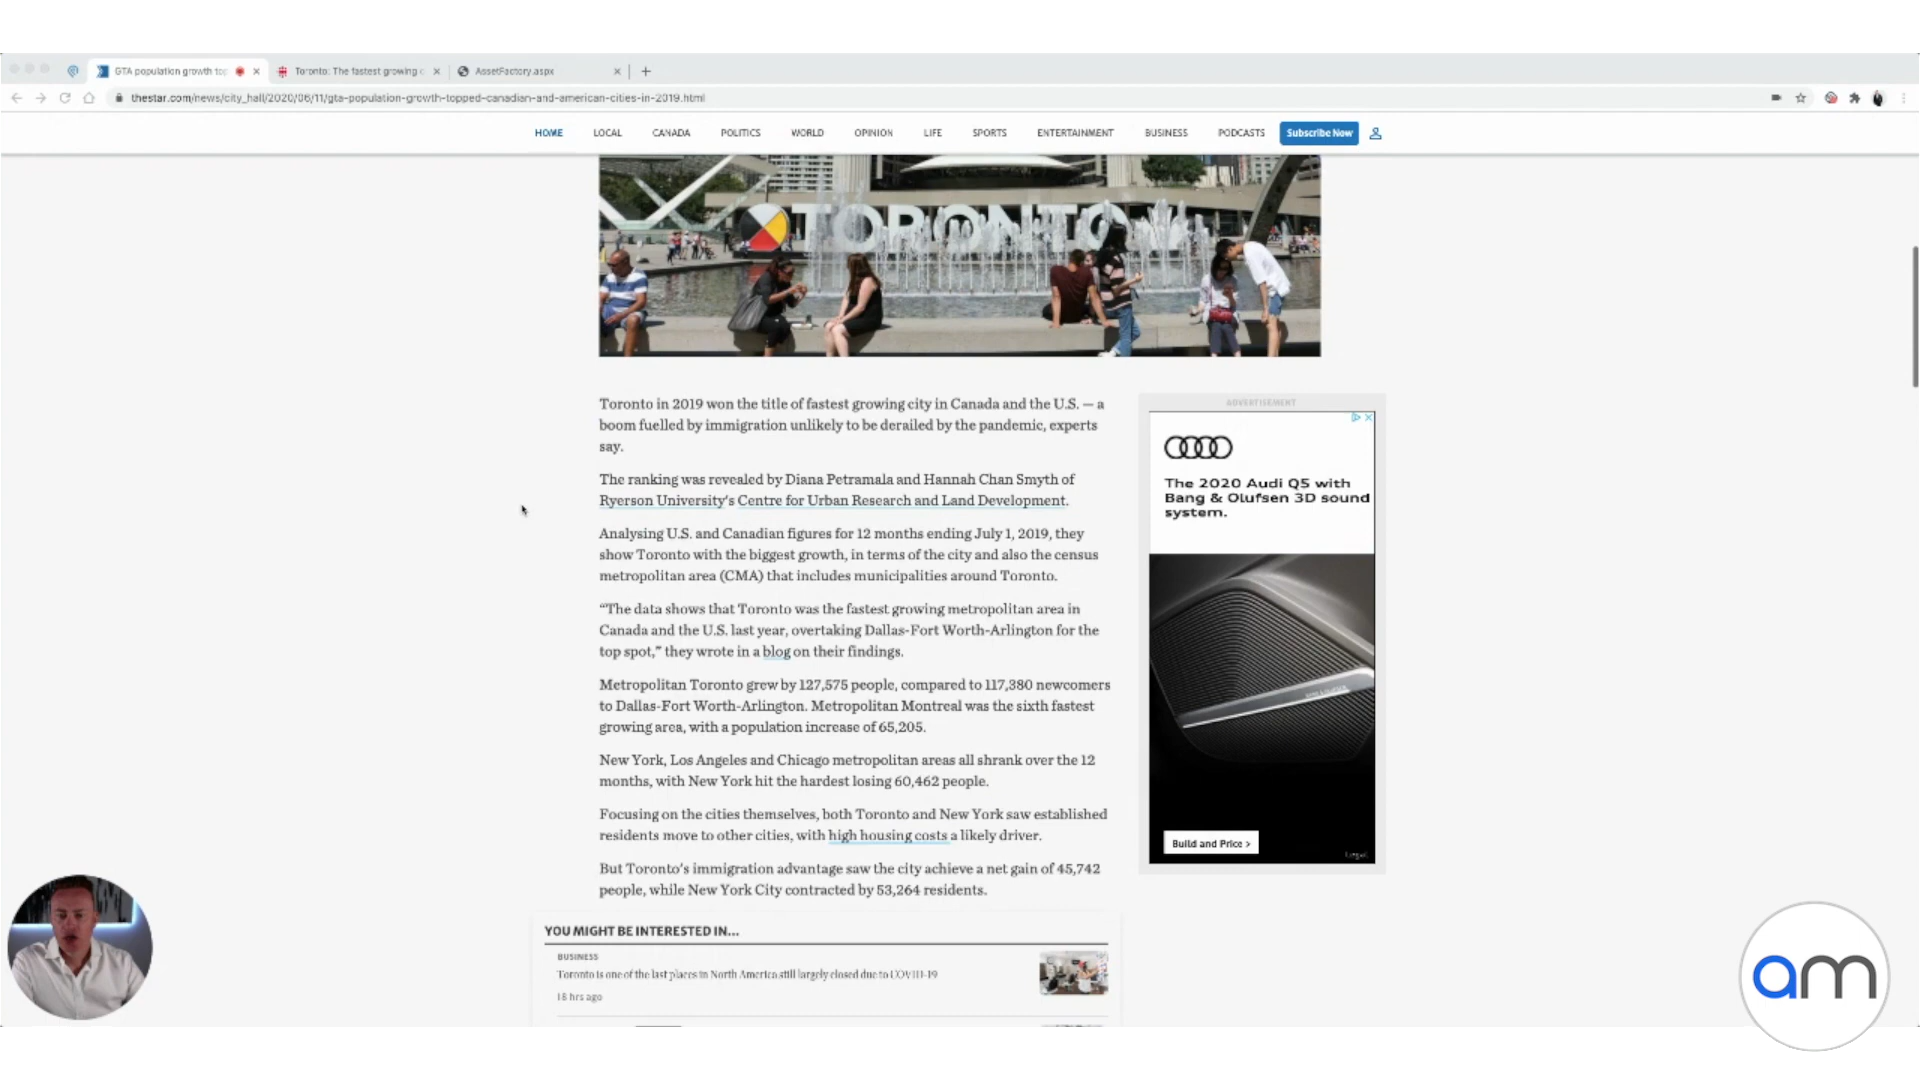 GTA population growth to
Toronto: The fastest growing c
AssetFactory.aspx
thestar.com/news/city_hall/2020/06/11/gta-population-growth-topped-canadian-and-american-cities-in-2019.html
HOME LOCAL CANADA POLITICS WORLD OPINION LIFE SPORTS ENTERTAINMENT BUSINESS PODCASTS Subscribe Now
TORONTO
Toronto in 2019 won the title of fastest growing city in Canada and the U.S. — a
boom fuelled by immigration unlikely to be derailed by the pandemic, experts
say.
The ranking was revealed by Diana Petramala and Hannah Chan Smyth of
Ryerson University's Centre for Urban Research and Land Development.
Analysing U.S. and Canadian figures for 12 months ending July 1, 2019, they
show Toronto with the biggest growth, in terms of the city and also the census
metropolitan area (CMA) that includes municipalities around Toronto.
“The data shows that Toronto was the fastest growing metropolitan area in
Canada and the U.S. last year, overtaking Dallas-Fort Worth-Arlington for the
top spot,” they wrote in a blog on their findings.
Metropolitan Toronto grew by 127,575 people, compared to 117,380 newcomers
to Dallas-Fort Worth-Arlington. Metropolitan Montreal was the sixth fastest
growing area, with a population increase of 65,205.
New York, Los Angeles and Chicago metropolitan areas all shrank over the 12
months, with New York hit the hardest losing 60,462 people.
Focusing on the cities themselves, both Toronto and New York saw established
residents move to other cities, with high housing costs a likely driver.
But Toronto's immigration advantage saw the city achieve a net gain of 45,742
people, while New York City contracted by 53,264 residents.
ADVERTISEMENT
The 2020 Audi Q5 with
Bang & Olufsen 3D sound
system.
Build and Price >
Legal
YOU MIGHT BE INTERESTED IN...
BUSINESS
Toronto is one of the last places in North America still largely closed due to COVID-19
18 hrs ago
am